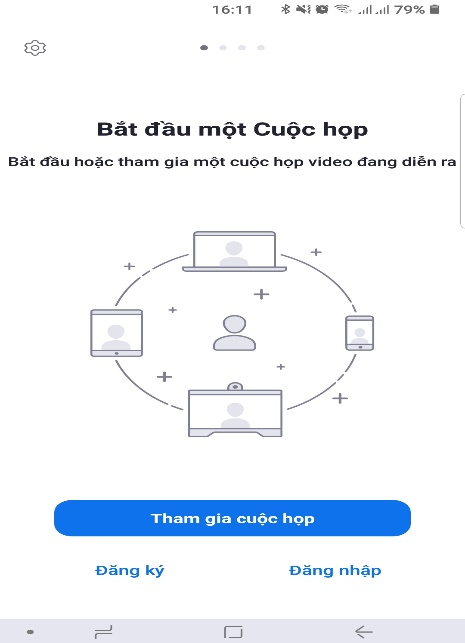 16:11 79%
Bắt đầu một Cuộc họp
Bắt đầu hoặc tham gia một cuộc họp video đang diễn ra
Tham gia cuộc họp
Đăng ký Đăng nhập